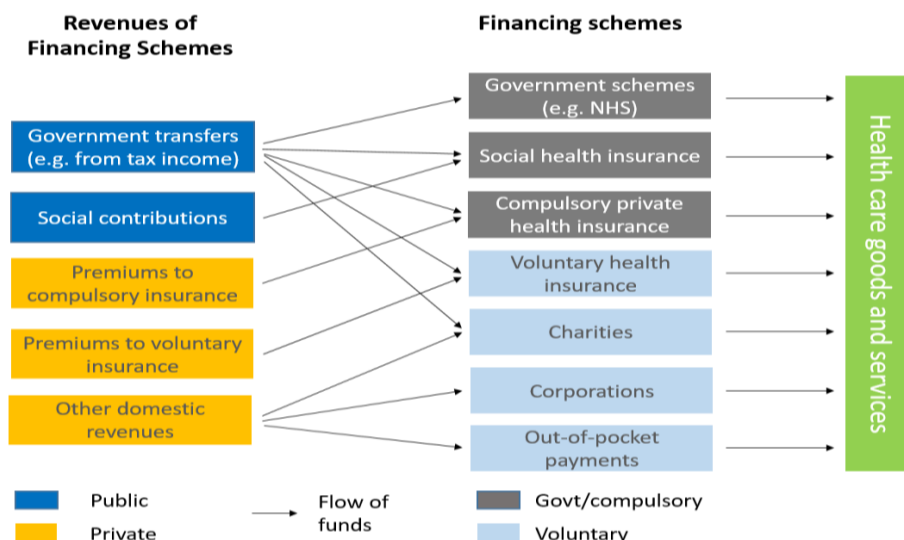 Revenues of
Financing Schemes
Financing schemes
Government transfers
(e.g. from tax income)
Social contributions
Premiums to
compulsory insurance
Premiums to voluntary
insurance
Other domestic
revenues
Government schemes
(e.g. NHS)
Social health insurance
Compulsory private
health insurance
Voluntary health
insurance
Charities
Corporations
Out-of-pocket
payments
Health care goods and services
Public
Private
Flow of
funds
Govt/compulsory
Voluntary